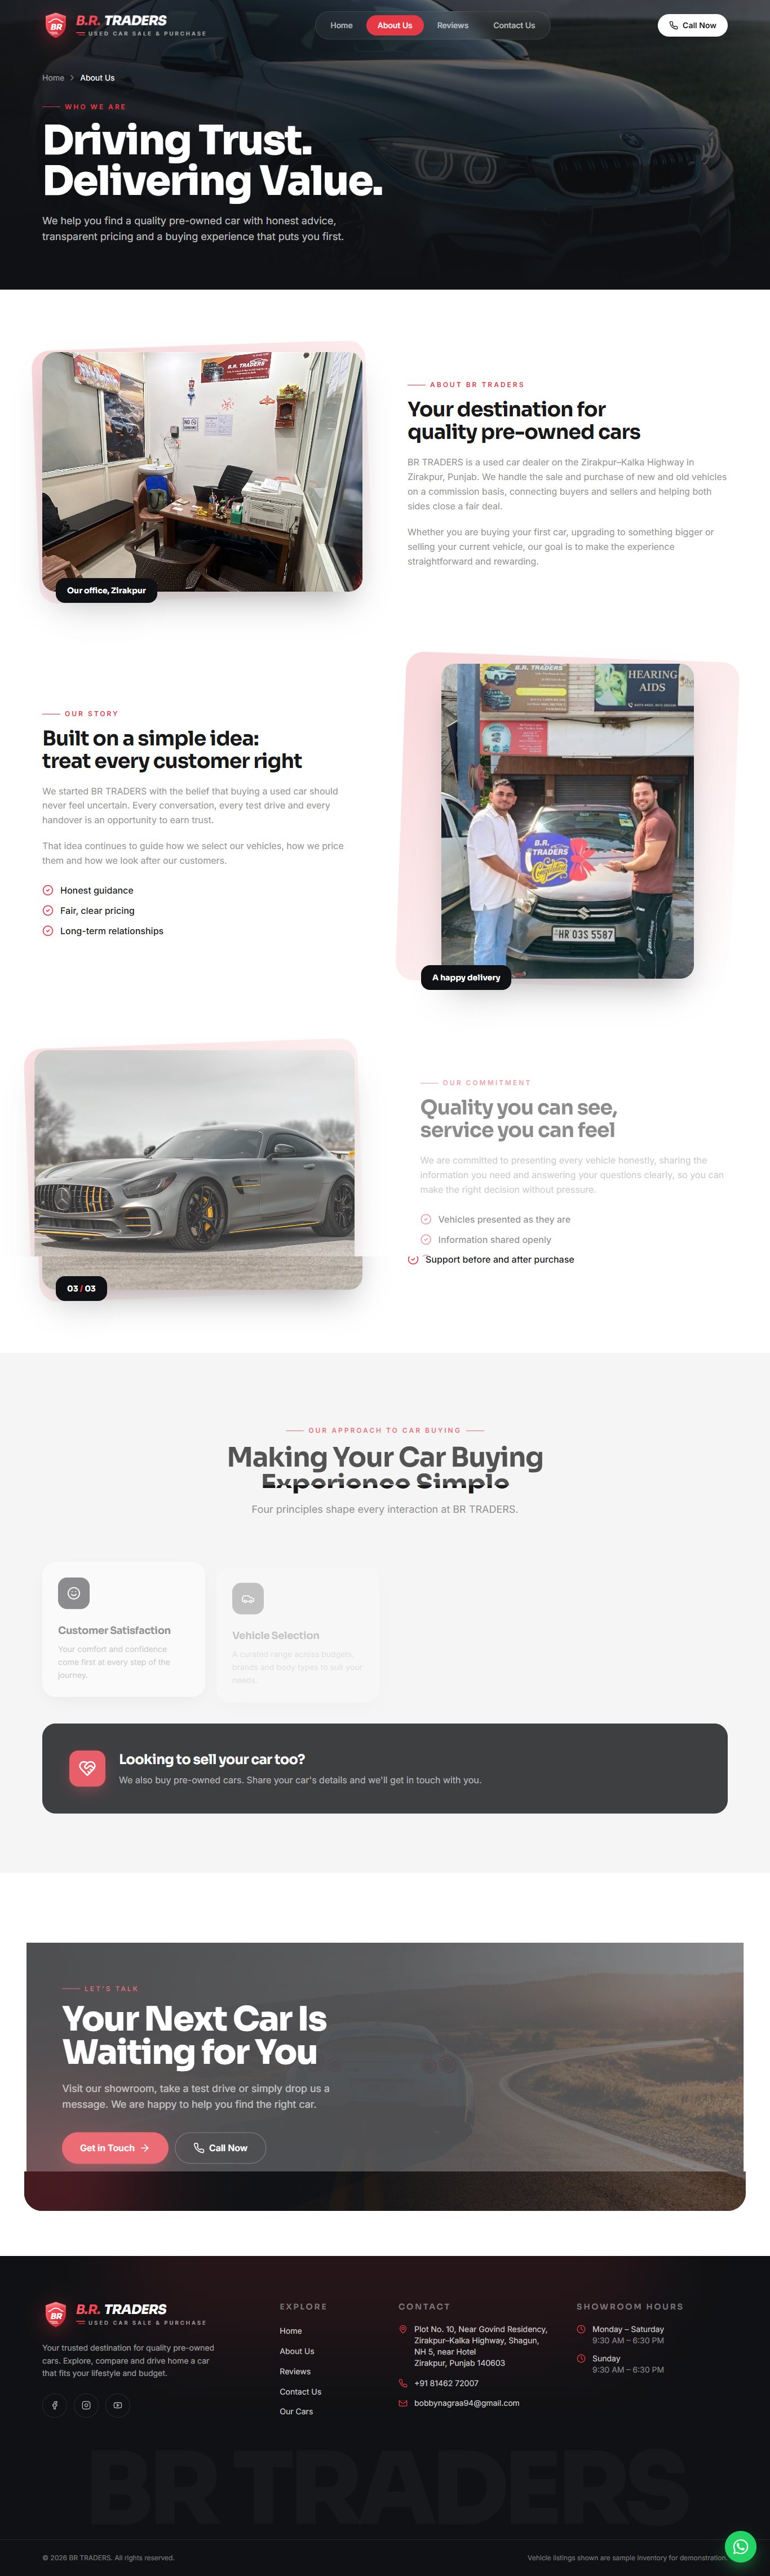 BR
B.R. TRADERS
USED CAR SALE & PURCHASE
Home
About Us
Reviews
Contact Us
Call Now
Home > About Us
WHO WE ARE
Driving Trust.
Delivering Value.
We help you find a quality pre-owned car with honest advice,
transparent pricing and a buying experience that puts you first.
B.R. TRADERS
Our office, Zirakpur
ABOUT BR TRADERS
Your destination for
quality pre-owned cars
BR TRADERS is a used car dealer on the Zirakpur–Kalka Highway in
Zirakpur, Punjab. We handle the sale and purchase of new and old vehicles
on a commission basis, connecting buyers and sellers and helping both
sides close a fair deal.
Whether you are buying your first car, upgrading to something bigger or
selling your current vehicle, our goal is to make the experience
straightforward and rewarding.
OUR STORY
Built on a simple idea:
treat every customer right
We started BR TRADERS with the belief that buying a used car should
never feel uncertain. Every conversation, every test drive and every
handover is an opportunity to earn trust.
That idea continues to guide how we select our vehicles, how we price
them and how we look after our customers.
Honest guidance
Fair, clear pricing
Long-term relationships
B.R. TRADERS
HEARING
AIDS
B.R.
TRADERS
HR 03S 5587
A happy delivery
03 / 03
OUR COMMITMENT
Quality you can see,
service you can feel
We are committed to presenting every vehicle honestly, sharing the
information you need and answering your questions clearly, so you can
make the right decision without pressure.
Vehicles presented as they are
Information shared openly
Support before and after purchase
OUR APPROACH TO CAR BUYING
Making Your Car Buying
Experience Simple
Four principles shape every interaction at BR TRADERS.
Customer Satisfaction
Your comfort and confidence
come first at every step of the
journey.
Vehicle Selection
A curated range across budgets,
brands and body types to suit your
needs.
Looking to sell your car too?
We also buy pre-owned cars. Share your car's details and we'll get in touch with you.
LET'S TALK
Your Next Car Is
Waiting for You
Visit our showroom, take a test drive or simply drop us a
message. We are happy to help you find the right car.
Get in Touch
Call Now
BR
B.R. TRADERS
USED CAR SALE & PURCHASE
Your trusted destination for quality pre-owned
cars. Explore, compare and drive home a car
that fits your lifestyle and budget.
EXPLORE
Home
About Us
Reviews
Contact Us
Our Cars
CONTACT
Plot No. 10, Near Govind Residency,
Zirakpur–Kalka Highway, Shagun,
NH 5, near Hotel
Zirakpur, Punjab 140603
+91 81462 72007
bobbynagraa94@gmail.com
SHOWROOM HOURS
Monday – Saturday
9:30 AM – 6:30 PM
Sunday
9:30 AM – 6:30 PM
BR TRADERS
© 2026 BR TRADERS. All rights reserved.
Vehicle listings shown are sample inventory for demonstration.